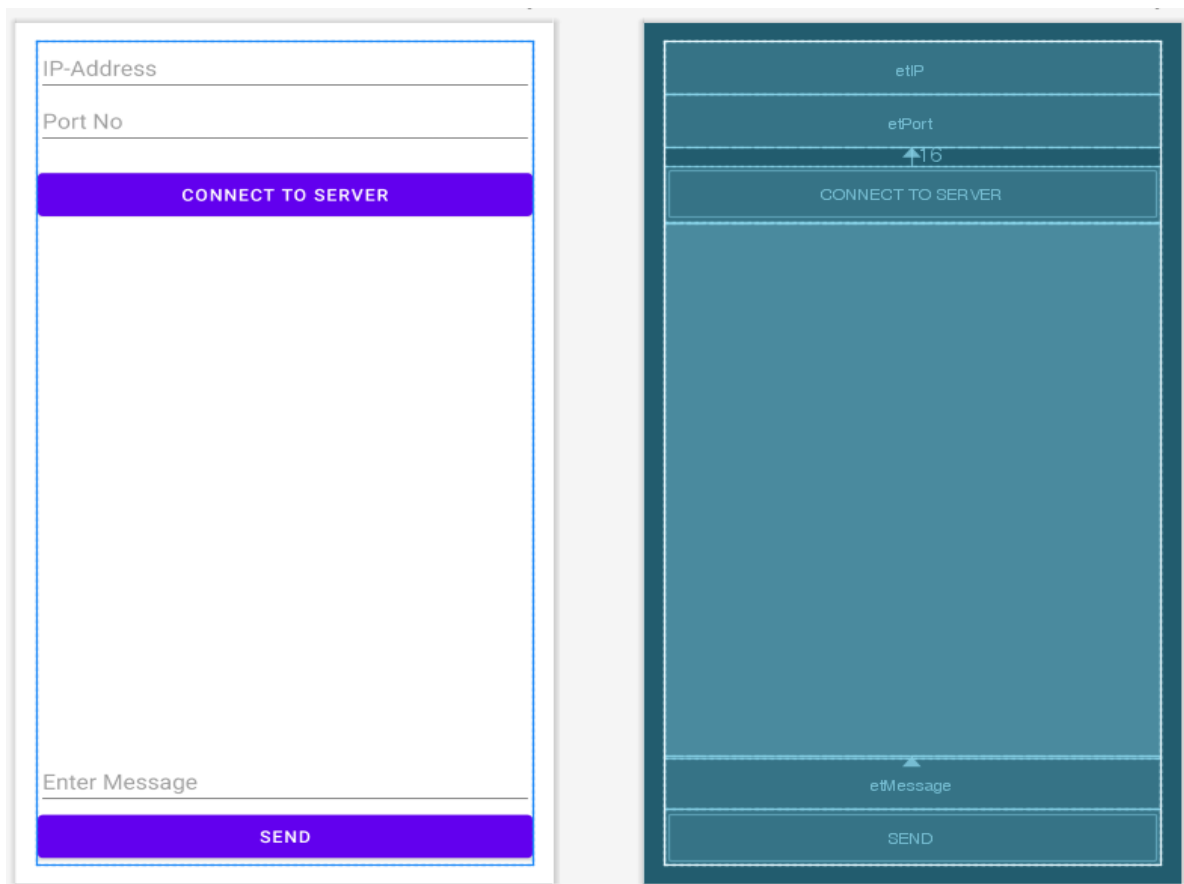 IP-Address
Port No
CONNECT TO SERVER
Enter Message
SEND
etIP
etPort
16
CONNECT TO SERVER
etMessage
SEND